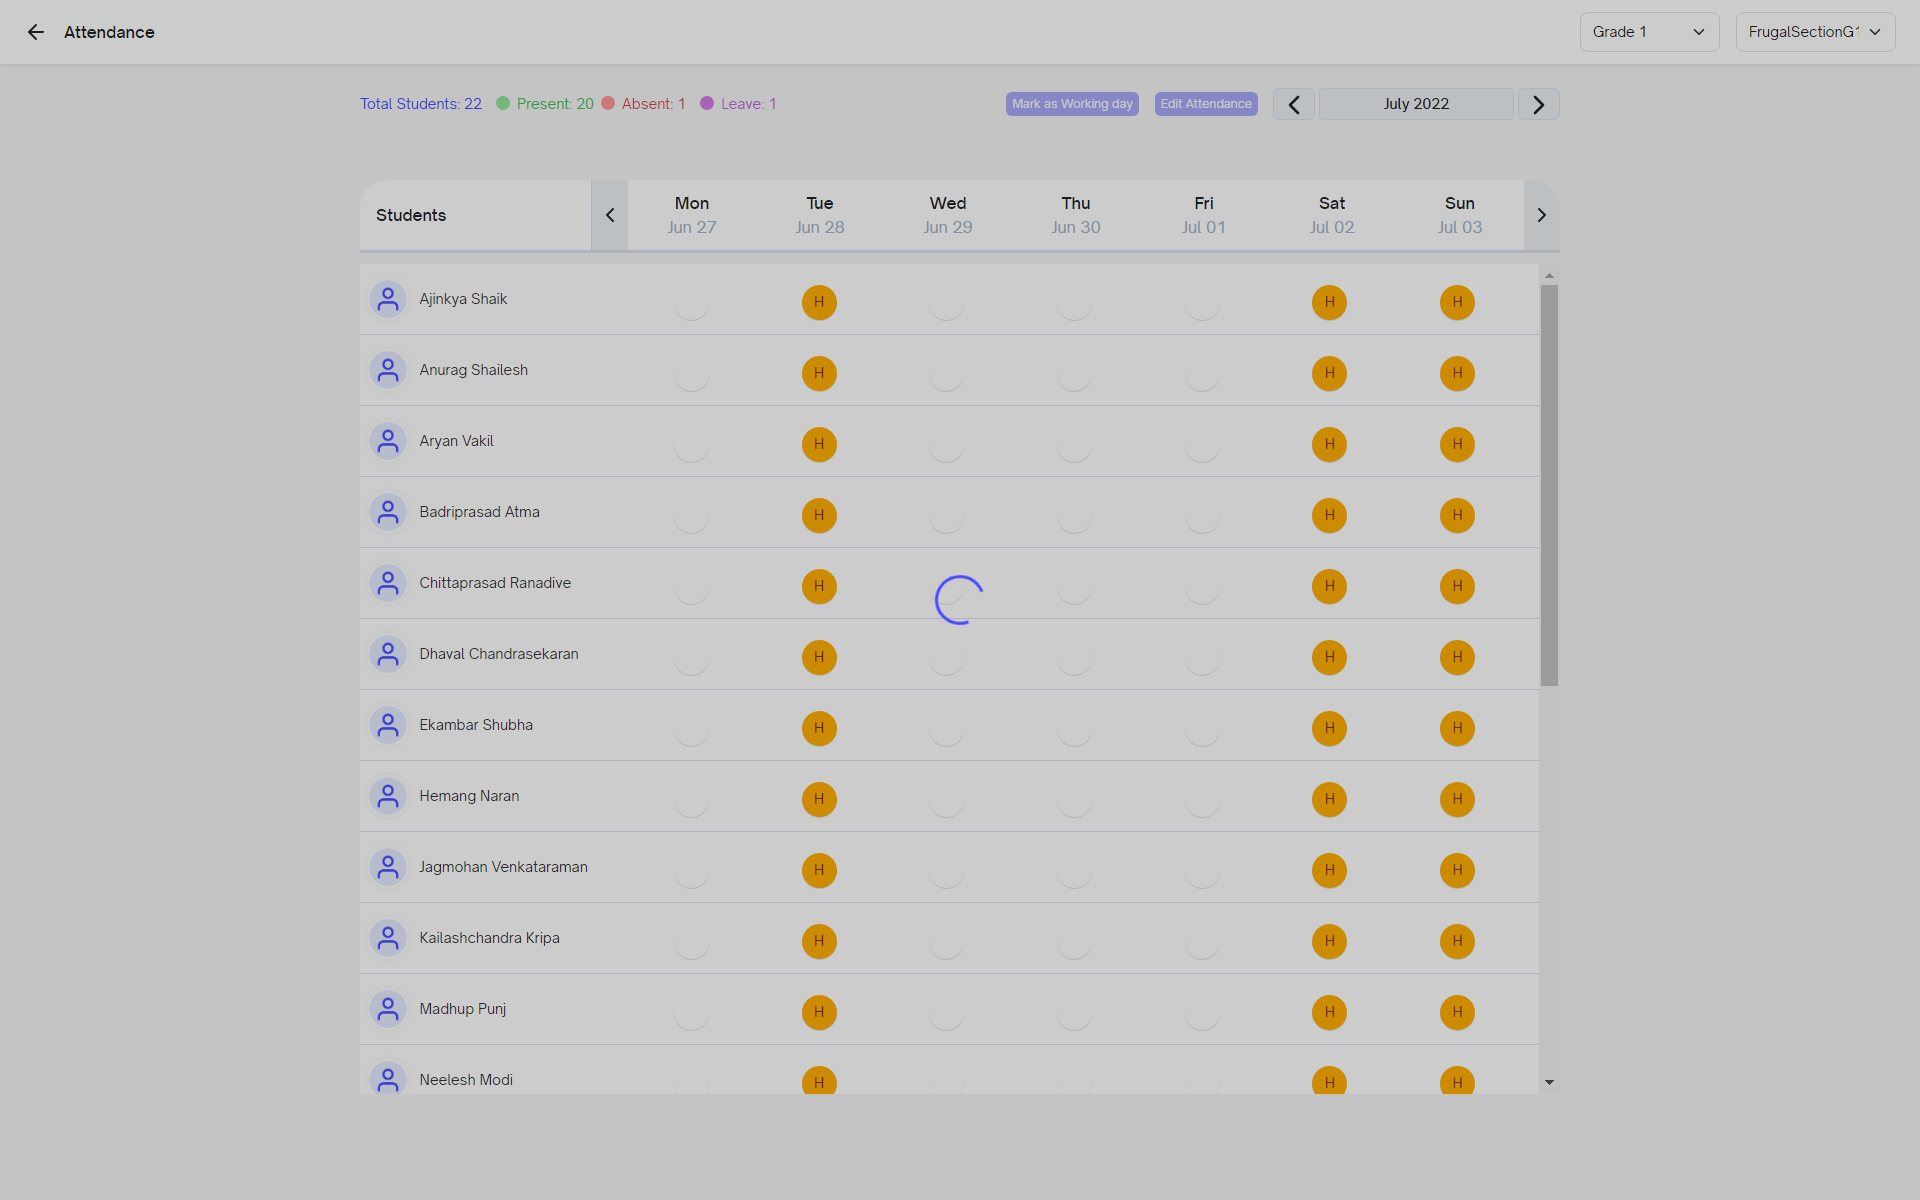 Attendance
Grade 1
FrugalSectionG1
Total Students: 22 Present: 20 Absent: 1 Leave: 1
Mark as Working day
Edit Attendance
July 2022
Students
Mon Tue Wed Thu Fri Sat Sun
Jun 27 Jun 28 Jun 29 Jun 30 Jul 01 Jul 02 Jul 03
Ajinkya Shaik H H H
Anurag Shailesh H H H
Aryan Vakil H H H
Badriprasad Atma H H H
Chittaprasad Ranadive H H H
Dhaval Chandrasekaran H H H
Ekambar Shubha H H H
Hemang Naran H H H
Jagmohan Venkataraman H H H
Kailashchandra Kripa H H H
Madhup Punj H H H
Neelesh Modi H H H